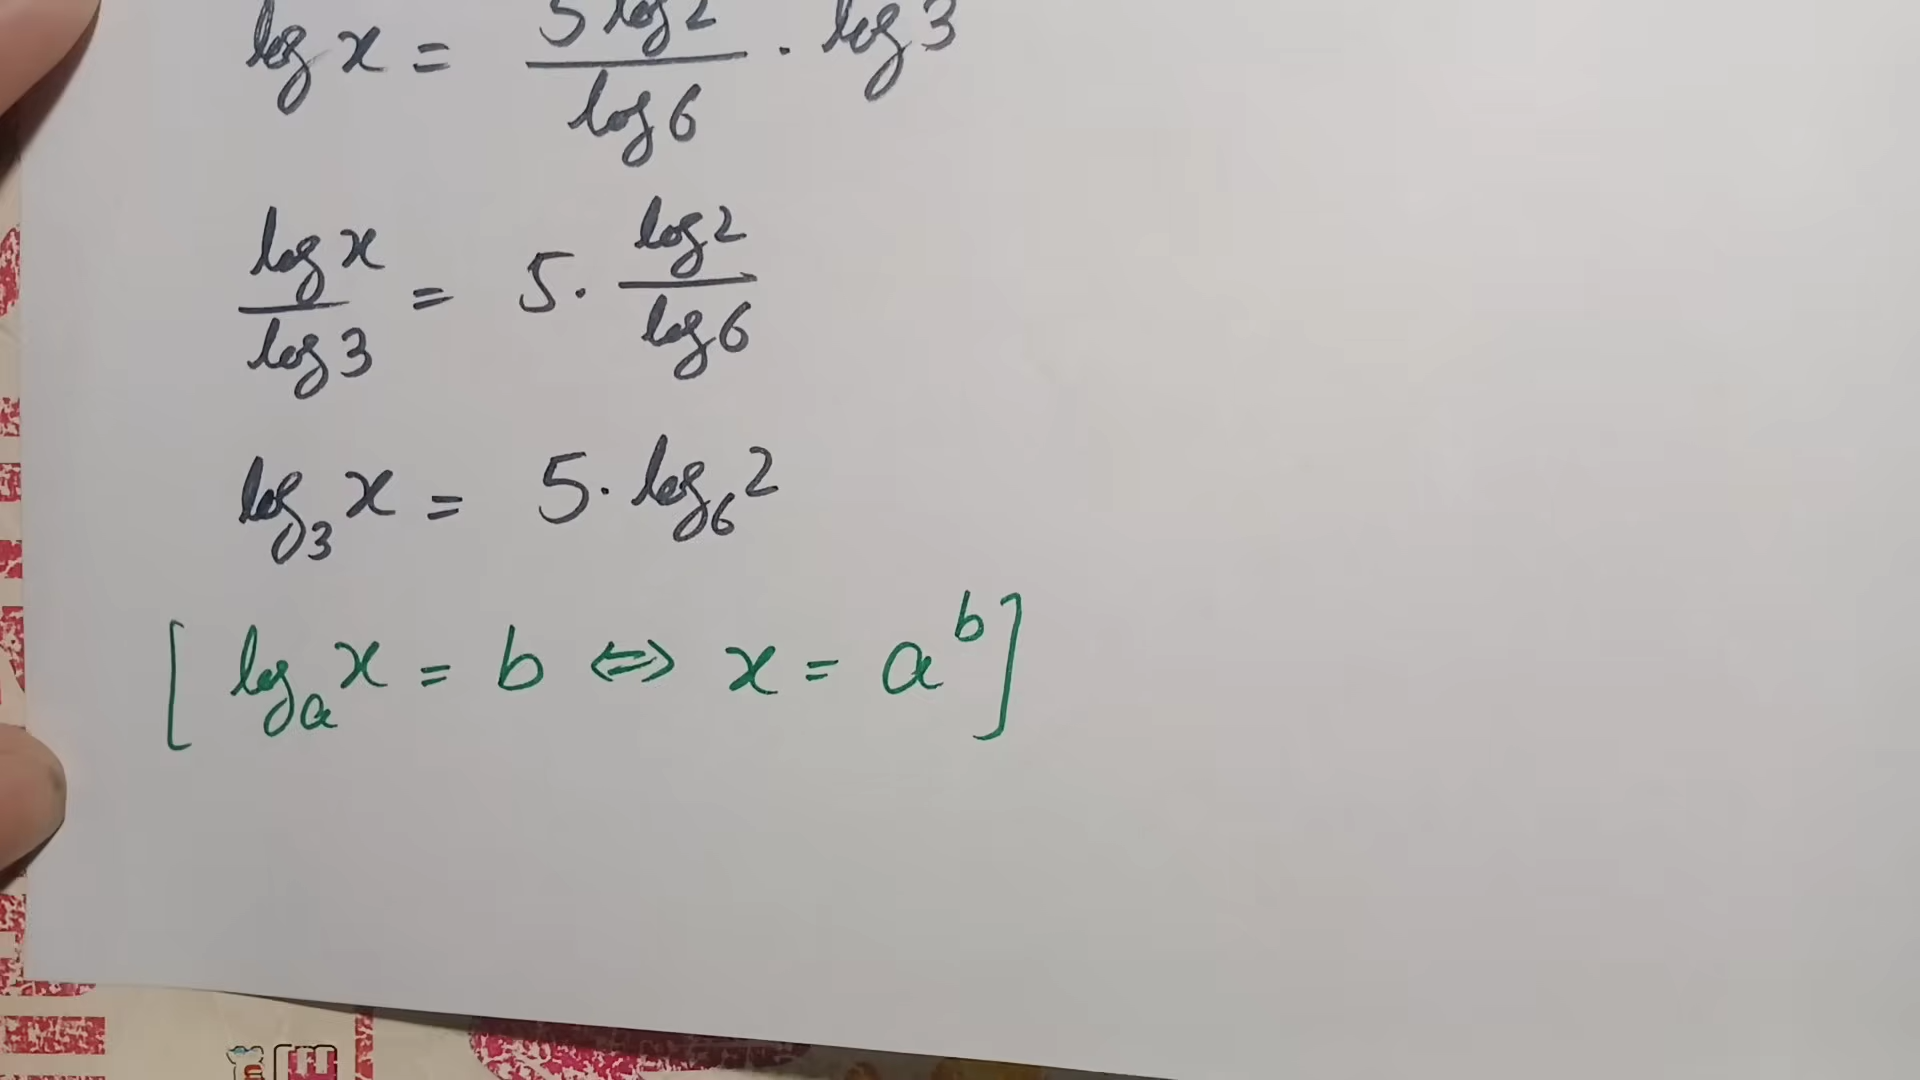 log x = 5 log 2 / log 6 · log 3
log x / log 3 = 5 · log 2 / log 6
log₃ x = 5 · log₆ 2
[ logₐ x = b ⇔ x = aᵇ ]